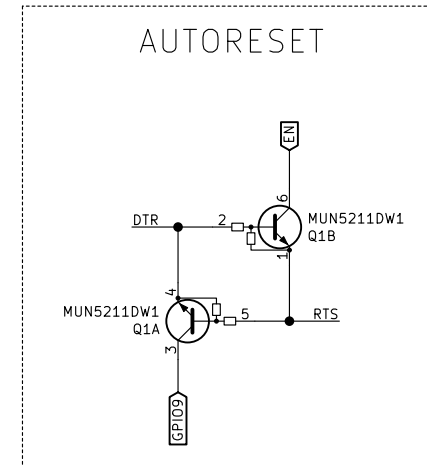 AUTORESET
EN
6
DTR
2
MUN5211DW1
Q1B
1
4
MUN5211DW1
Q1A
5
RTS
3
GPIO9